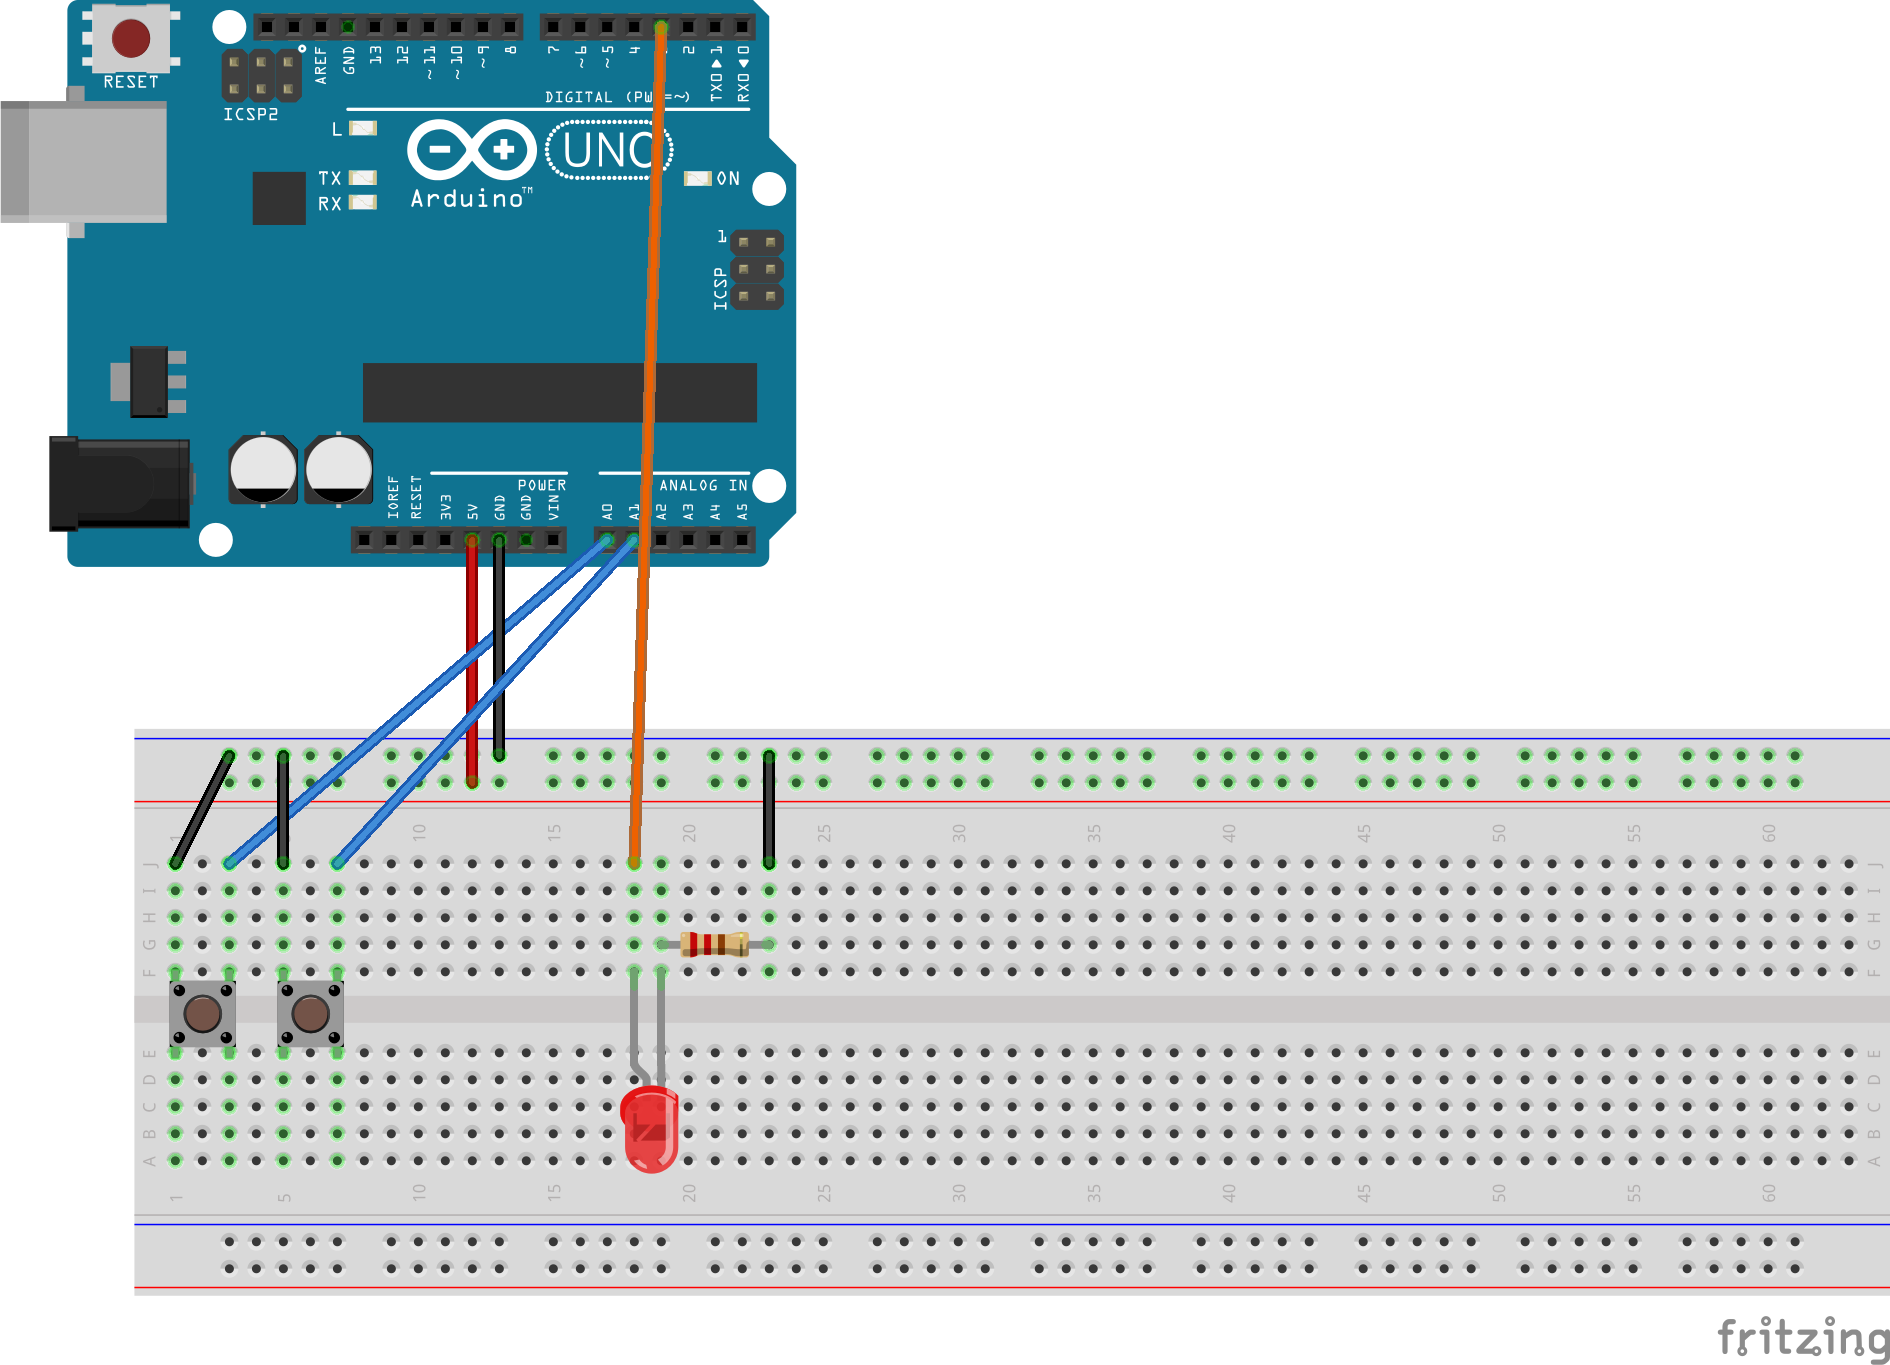 RESET
ICSP2
AREF
GND
13
12
~11
~10
~9
8
7
~6
~5
4
2
TX0▶1
RX0◀0
DIGITAL (PW =~)
L
TX
RX
Arduino™
UNO
ON
1
ICSP
IOREF
RESET
3V3
5V
GND
GND
VIN
POWER
A0
A1
A2
A3
A4
A5
ANALOG IN
1 10 15 20 25 30 35 40 45 50 55 60
J J
I I
H H
G G
F F
E E
D D
C C
B B
A A
1 5 10 15 20 25 30 35 40 45 50 55 60
fritzing